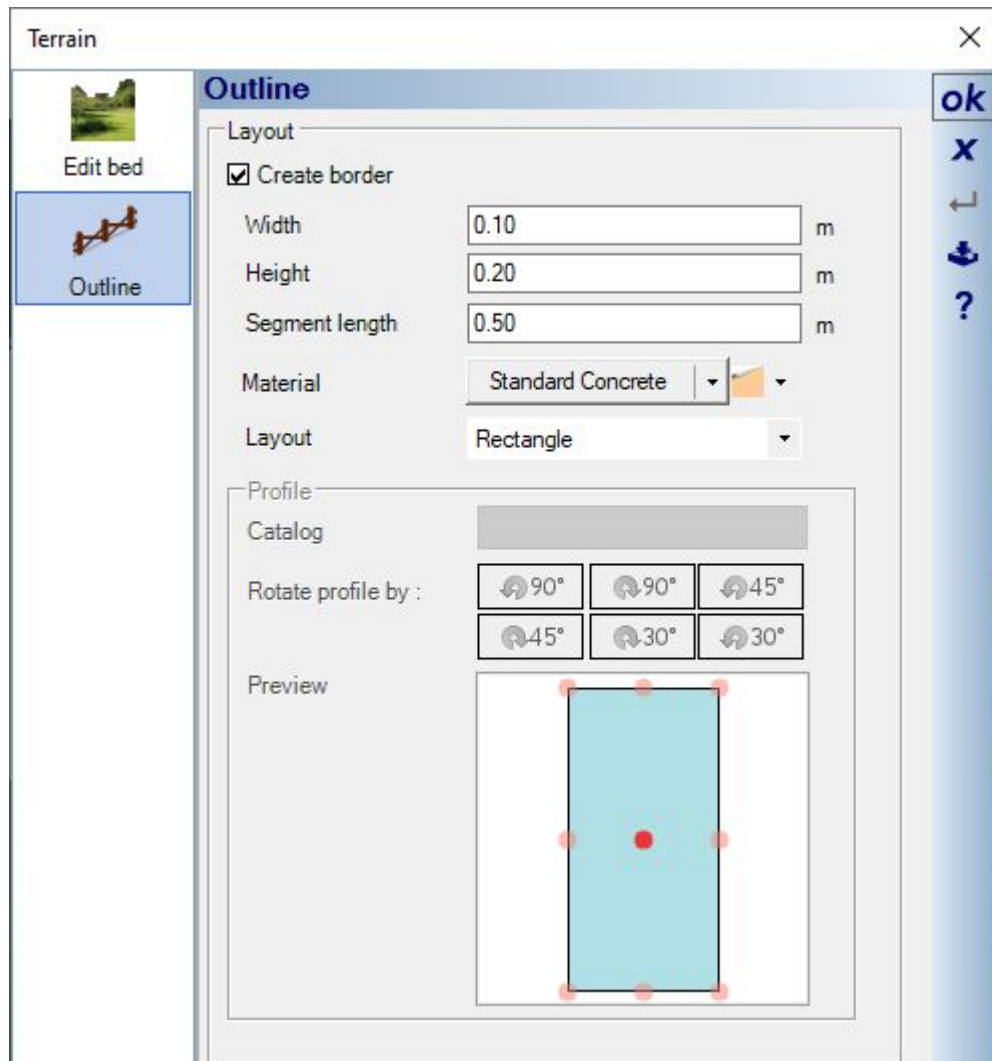 Terrain
Edit bed
Outline
Outline
ok
x
?
Layout
Create border
Width 0.10 m
Height 0.20 m
Segment length 0.50 m
Material Standard Concrete
Layout Rectangle
Profile
Catalog
Rotate profile by : 90° 90° 45°
45° 30° 30°
Preview